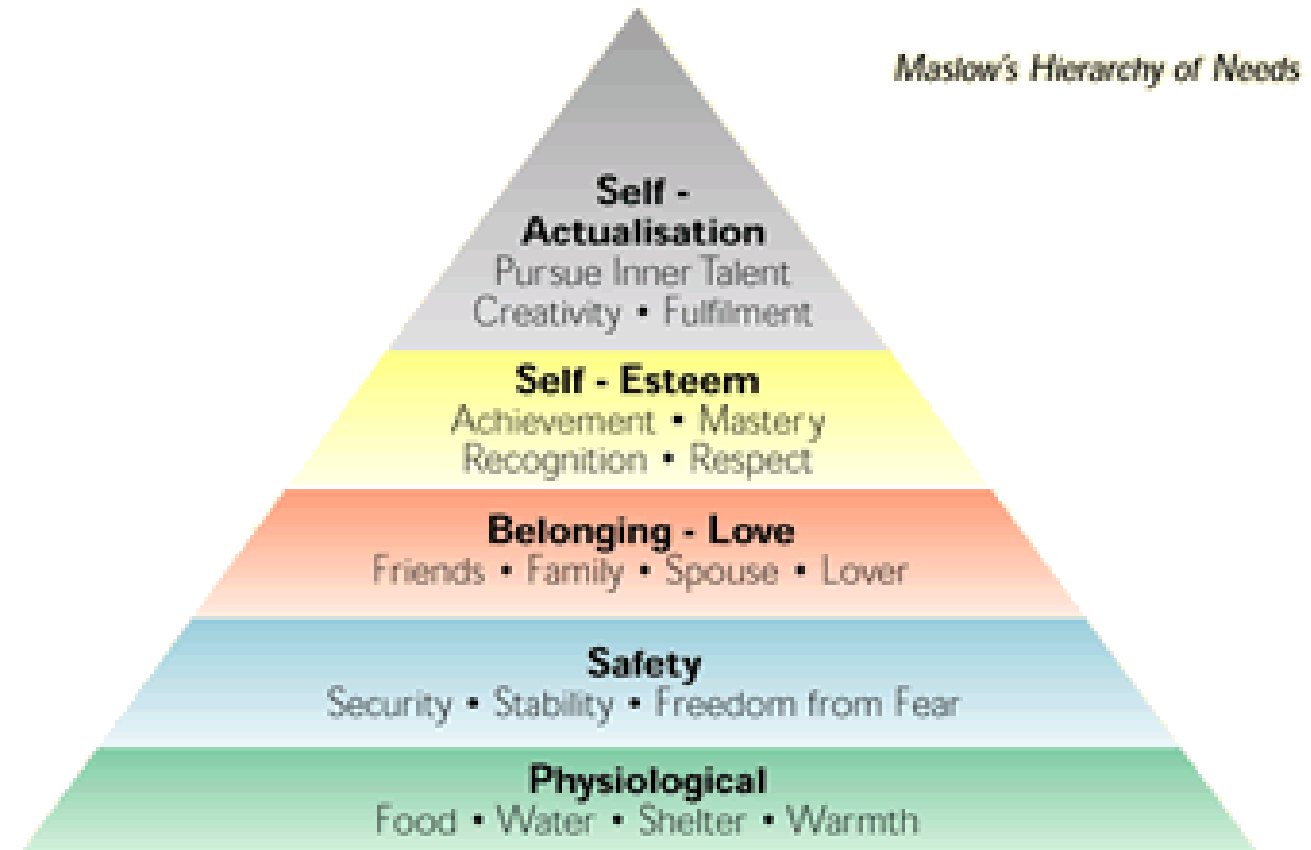 Maslow's Hierarchy of Needs
Self -
Actualisation
Pursue Inner Talent
Creativity • Fulfilment
Self - Esteem
Achievement • Mastery
Recognition • Respect
Belonging - Love
Friends • Family • Spouse • Lover
Safety
Security • Stability • Freedom from Fear
Physiological
Food • Water • Shelter • Warmth